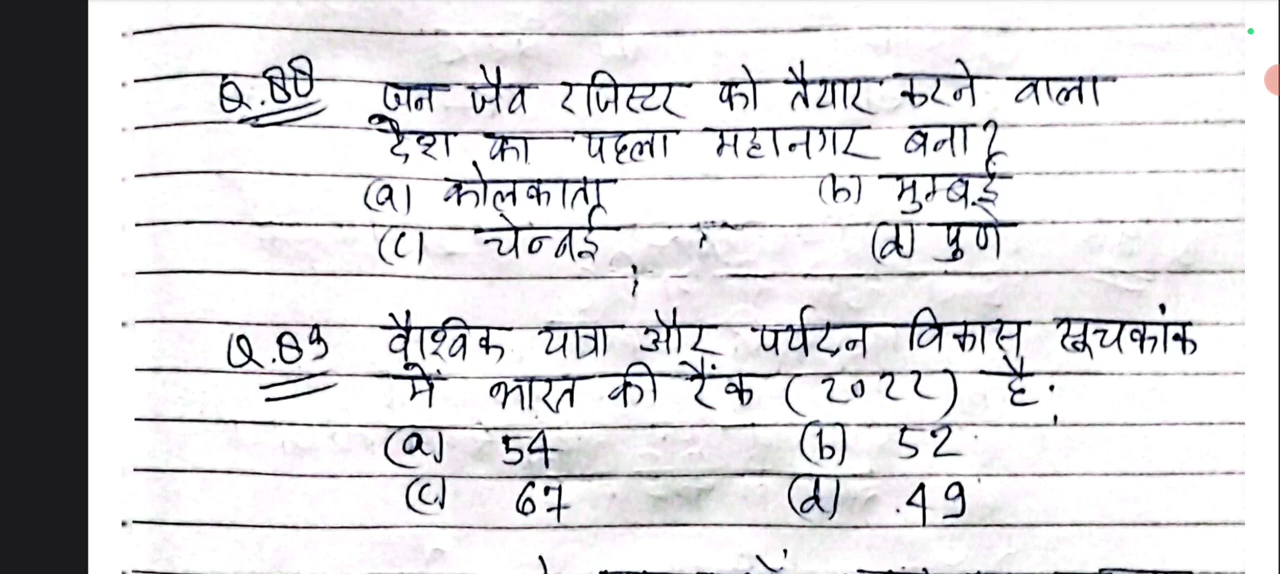 Q.88 जन जैव रजिस्टर को तैयार करने वाला
देश का पहला महानगर बना?
(a) कोलकाता (b) मुम्बई
(c) चेन्नई (d) पुणे
Q.89 वैश्विक यात्रा और पर्यटन विकास सूचकांक
में भारत की रैंक (२०२२) है:
(a) 54 (b) 52
(c) 67 (d) 49